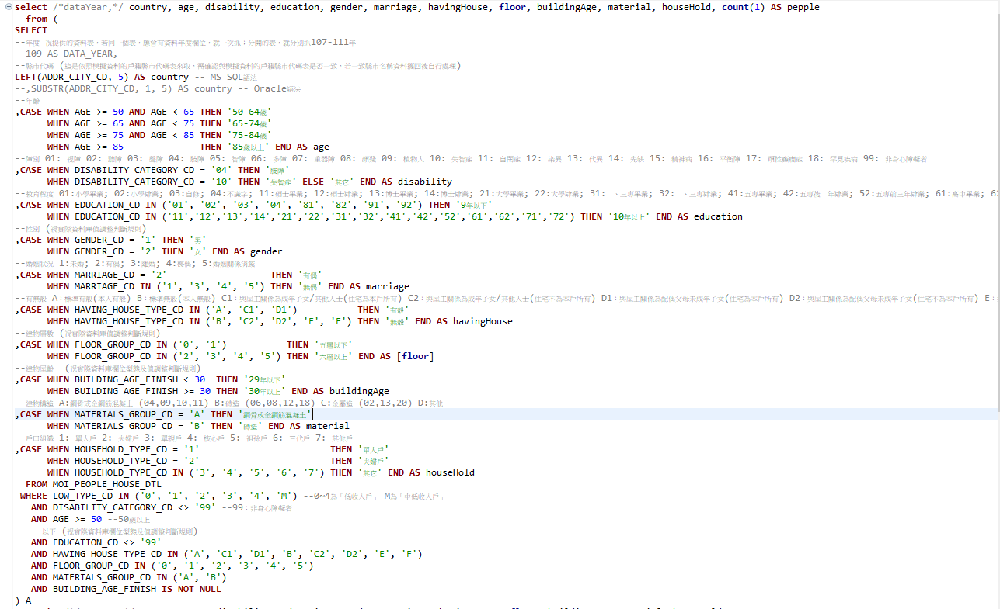 select /*dataYear,*/ country, age, disability, education, gender, marriage, havingHouse, floor, buildingAge, material, houseHold, count(1) AS pepple
from (
SELECT
--年度 視提供的資料表，若同一個表，應會有資料年度欄位，就一次抓；分開的表，就分別抓107-111年
--109 AS DATA_YEAR,
--縣市代碼 (這是依照模擬資料的戶籍縣市代碼表來取，需確認與模擬資料的戶籍縣市代碼表是否一致，若一致縣市名稱資料攜回後自行處理)
LEFT(ADDR_CITY_CD, 5) AS country -- MS SQL語法
--,SUBSTR(ADDR_CITY_CD, 1, 5) AS country -- Oracle語法
--年齡
,CASE WHEN AGE >= 50 AND AGE < 65 THEN '50-64歲'
WHEN AGE >= 65 AND AGE < 75 THEN '65-74歲'
WHEN AGE >= 75 AND AGE < 85 THEN '75-84歲'
WHEN AGE >= 85 THEN '85歲以上' END AS age
--障別 01: 視障 02: 聽障 03: 聲障 04: 肢障 05: 智障 06: 多障 07: 重器障 08: 顏殘 09: 植物人 10: 失智症 11: 自閉症 12: 染異 13: 代異 14: 先缺 15: 精神病 16: 平衡障 17: 頑性癲癇症 18: 罕見疾病 99: 非身心障礙者
,CASE WHEN DISABILITY_CATEGORY_CD = '04' THEN '肢障'
WHEN DISABILITY_CATEGORY_CD = '10' THEN '失智症' ELSE '其它' END AS disability
--教育程度 01:小學畢業; 02:小學肄業; 03:自修; 04:不識字; 11:碩士畢業; 12:碩士肄業; 13:博士畢業; 14:博士肄業; 21:大學畢業; 22:大學肄業; 31:二、三專畢業; 32:二、三專肄業; 41:五專畢業; 42:五專後二年肄業; 52:五專前三年肄業; 61:高中畢業; 6
,CASE WHEN EDUCATION_CD IN ('01', '02', '03', '04', '81', '82', '91', '92') THEN '9年以下'
WHEN EDUCATION_CD IN ('11','12','13','14','21','22','31','32','41','42','52','61','62','71','72') THEN '10年以上' END AS education
--性別 (視實際資料庫值調整判斷規則)
,CASE WHEN GENDER_CD = '1' THEN '男'
WHEN GENDER_CD = '2' THEN '女' END AS gender
--婚姻狀況 1:未婚; 2:有偶; 3:離婚; 4:喪偶; 5:婚姻關係消滅
,CASE WHEN MARRIAGE_CD = '2' THEN '有偶'
WHEN MARRIAGE_CD IN ('1', '3', '4', '5') THEN '無偶' END AS marriage
--有無殼 A：標準有殼(本人有殼) B：標準無殼(本人無殼) C1：與屋主關係為成年子女/其他人士(住宅為本戶所有) C2：與屋主關係為成年子女/其他人士(住宅不為本戶所有) D1：與屋主關係為配偶父母未成年子女(住宅為本戶所有) D2：與屋主關係為配偶父母未成年子女(住宅不為本戶所有) E：
,CASE WHEN HAVING_HOUSE_TYPE_CD IN ('A', 'C1', 'D1') THEN '有殼'
WHEN HAVING_HOUSE_TYPE_CD IN ('B', 'C2', 'D2', 'E', 'F') THEN '無殼' END AS havingHouse
--建物層數 (視實際資料庫值調整判斷規則)
,CASE WHEN FLOOR_GROUP_CD IN ('0', '1') THEN '五層以下'
WHEN FLOOR_GROUP_CD IN ('2', '3', '4', '5') THEN '六層以上' END AS [floor]
--建物屋齡 (視實際資料庫欄位型態及值調整判斷規則)
,CASE WHEN BUILDING_AGE_FINISH < 30 THEN '29年以下'
WHEN BUILDING_AGE_FINISH >= 30 THEN '30年以上' END AS buildingAge
--建物構造 A:鋼骨或含鋼筋混凝土 (04,09,10,11) B:磚造 (06,08,12,18) C:金屬造 (02,13,20) D:其他
,CASE WHEN MATERIALS_GROUP_CD = 'A' THEN '鋼骨或含鋼筋混凝土'
WHEN MATERIALS_GROUP_CD = 'B' THEN '磚造' END AS material
--戶口組織 1: 單人戶 2: 夫婦戶 3: 單親戶 4: 核心戶 5: 祖孫戶 6: 三代戶 7: 其他戶
,CASE WHEN HOUSEHOLD_TYPE_CD = '1' THEN '單人戶'
WHEN HOUSEHOLD_TYPE_CD = '2' THEN '夫婦戶'
WHEN HOUSEHOLD_TYPE_CD IN ('3', '4', '5', '6', '7') THEN '其它' END AS houseHold
FROM MOI_PEOPLE_HOUSE_DTL
WHERE LOW_TYPE_CD IN ('0', '1', '2', '3', '4', 'M') --0~4為「低收入戶」 M為「中低收入戶」
AND DISABILITY_CATEGORY_CD <> '99' --99：非身心障礙者
AND AGE >= 50 --50歲以上
--以下 (視實際資料庫欄位型態及值調整判斷規則)
AND EDUCATION_CD <> '99'
AND HAVING_HOUSE_TYPE_CD IN ('A', 'C1', 'D1', 'B', 'C2', 'D2', 'E', 'F')
AND FLOOR_GROUP_CD IN ('0', '1', '2', '3', '4', '5')
AND MATERIALS_GROUP_CD IN ('A', 'B')
AND BUILDING_AGE_FINISH IS NOT NULL
) A